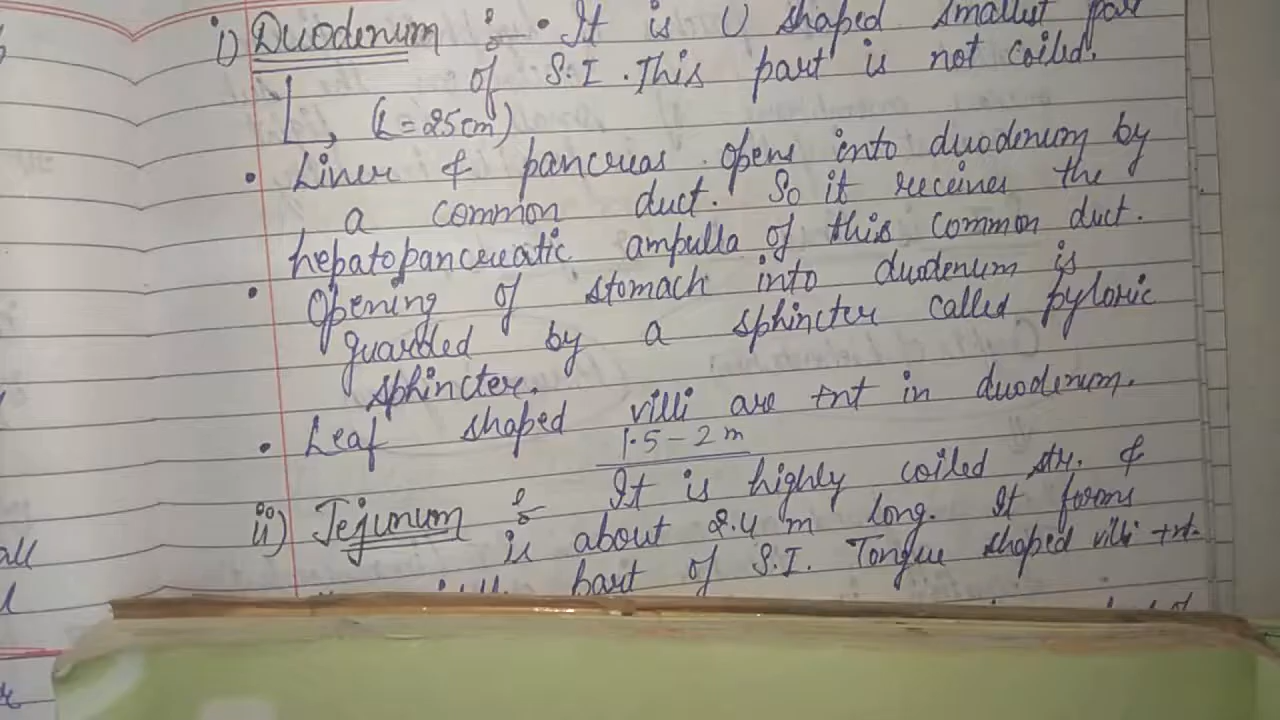 i) Duodenum :- • It is U shaped smallest part
of S.I. This part is not coiled.
, (L = 25 cm)
• Liver & pancreas opens into duodenum by
a common duct. So it receives the
hepatopancreatic ampulla of this common duct.
• Opening of stomach into duodenum is
guarded by a sphincter called pyloric
sphincter.
• Leaf shaped villi are +nt in duodenum.
1.5 – 2 m
ii) Jejunum :- It is highly coiled str. &
is about 2.4 m long. It forms
part of S.I. Tongue shaped villi +nt.
all